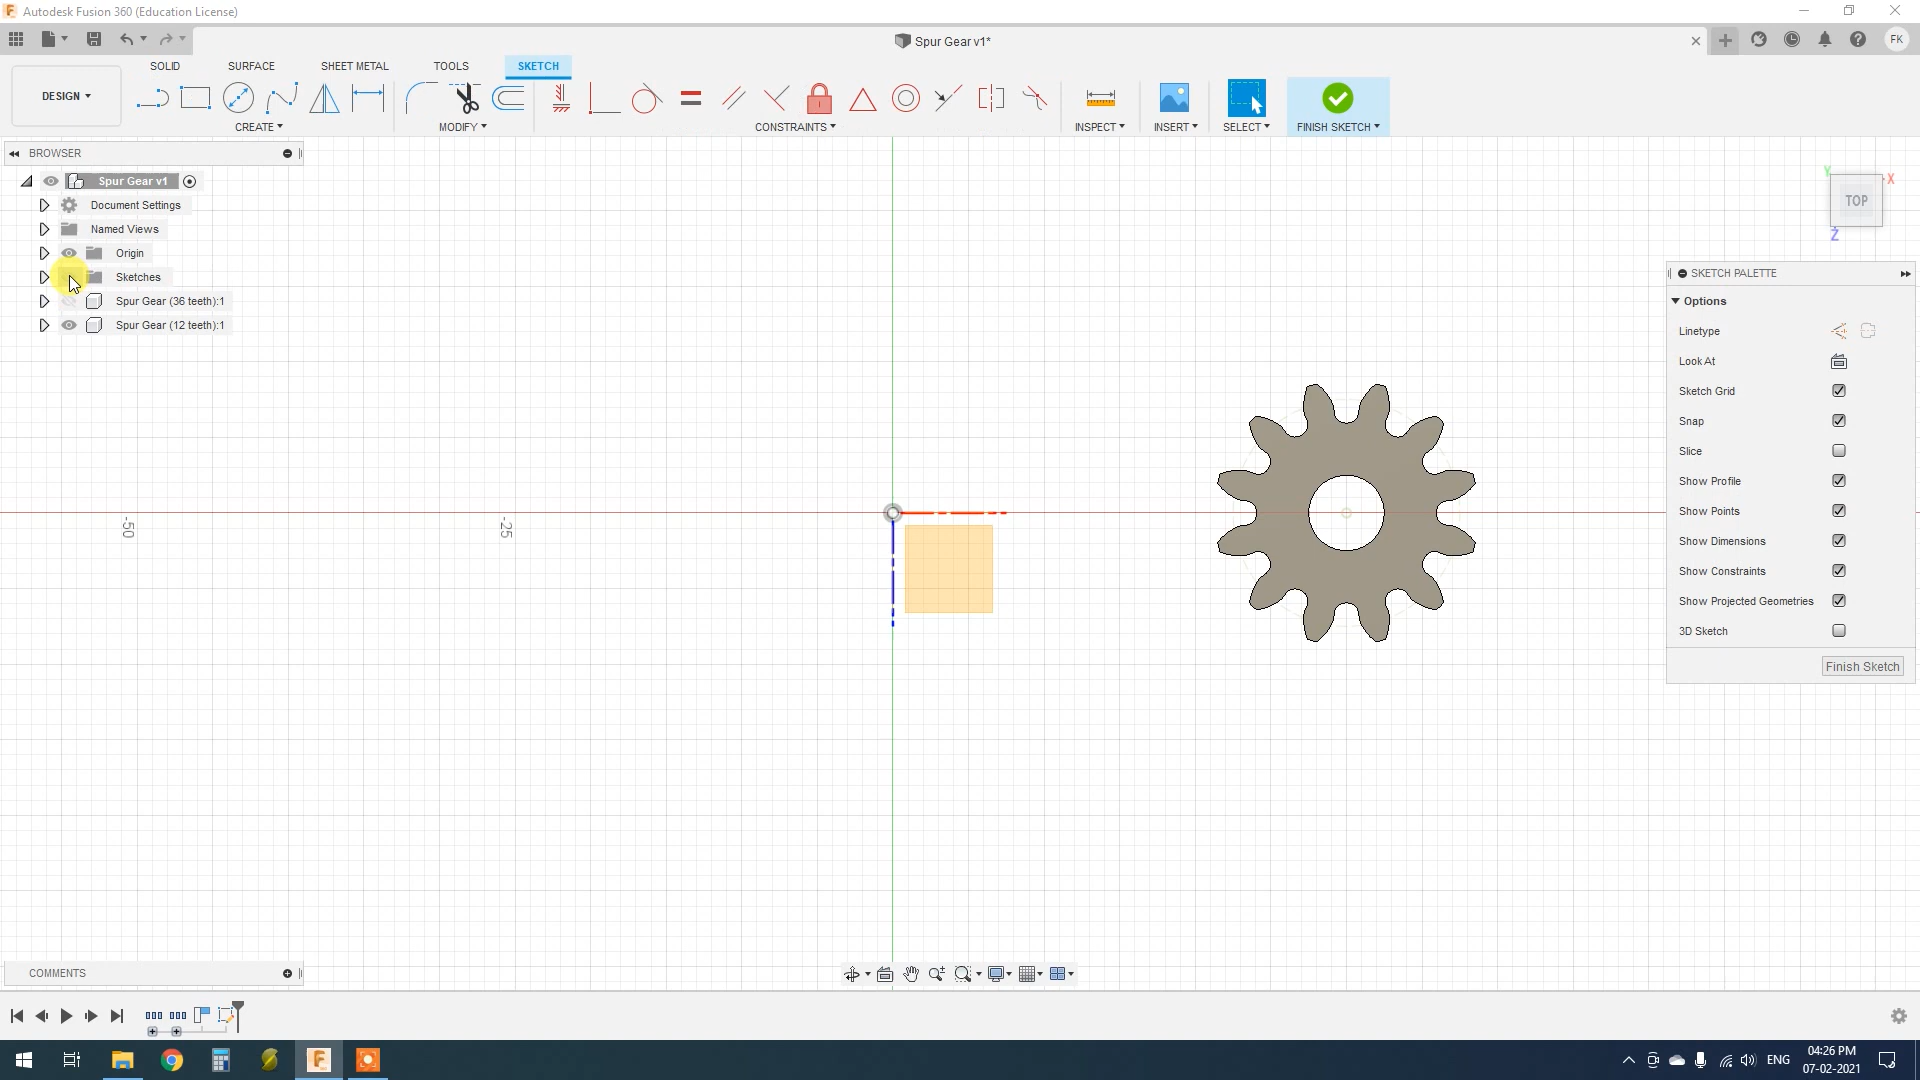 Autodesk Fusion 360 (Education License)
Spur Gear v1*
FK
SOLID
SURFACE
SHEET METAL
TOOLS
SKETCH
DESIGN
CREATE
MODIFY
CONSTRAINTS
INSPECT
INSERT
SELECT
FINISH SKETCH
BROWSER
Spur Gear v1
Document Settings
Named Views
Origin
Sketches
Spur Gear (36 teeth):1
Spur Gear (12 teeth):1
-50
-25
Y
X
TOP
Z
SKETCH PALETTE
Options
Linetype
Look At
Sketch Grid
Snap
Slice
Show Profile
Show Points
Show Dimensions
Show Constraints
Show Projected Geometries
3D Sketch
Finish Sketch
COMMENTS
ENG
04:26 PM
07-02-2021